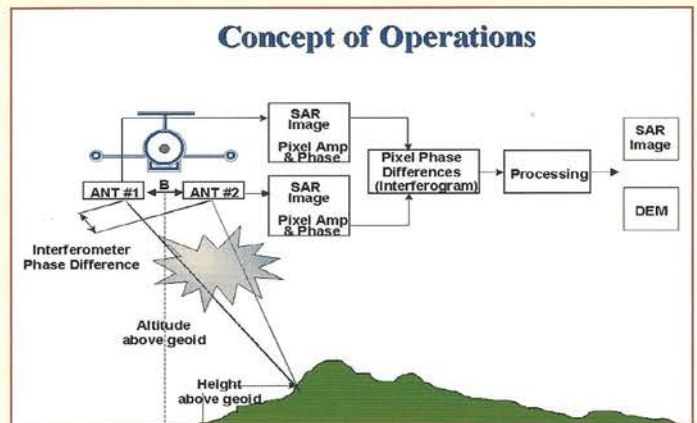 Concept of Operations
SAR
Image
Pixel Amp
& Phase
SAR
Image
Pixel Phase
Differences
(Interferogram)
Processing
ANT #1
B
ANT #2
SAR
Image
Pixel Amp
& Phase
DEM
Interferometer
Phase Difference
Altitude
above geoid
Height
above geoid